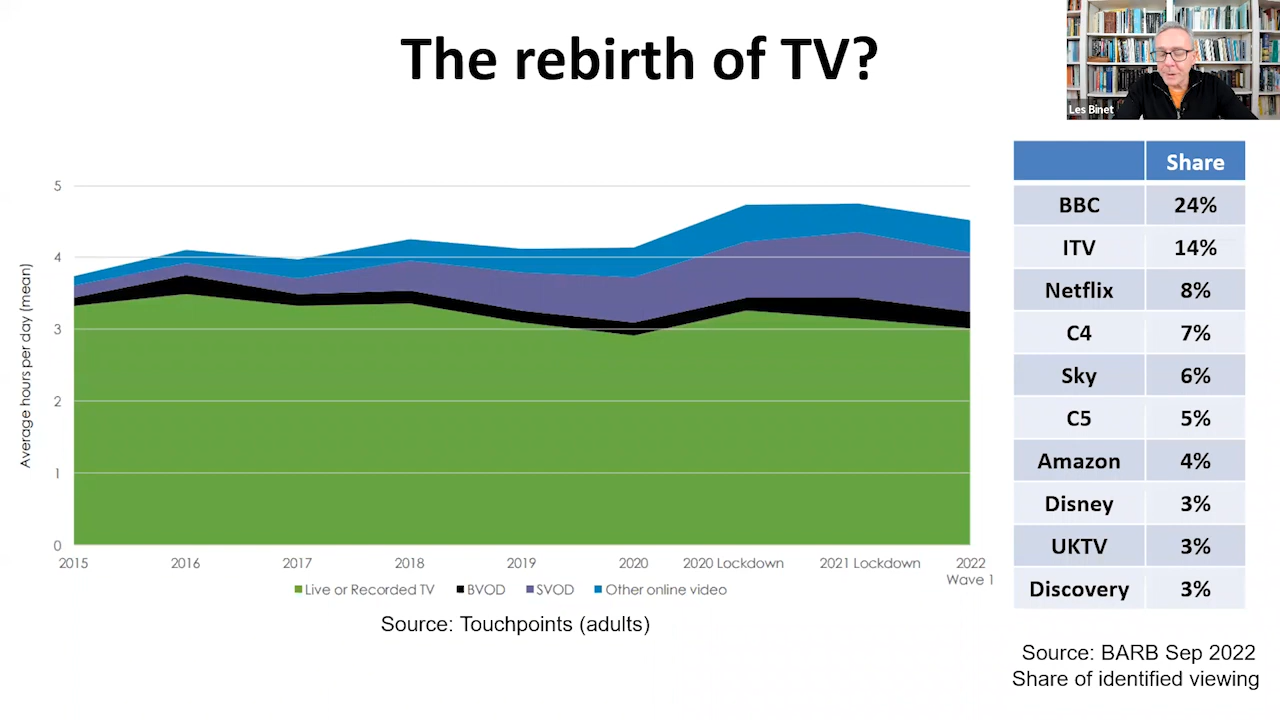 The rebirth of TV?
Les Binet
Average hours per day (mean)
5
4
3
2
1
0
2015 2016 2017 2018 2019 2020 2020 Lockdown 2021 Lockdown 2022
Wave 1
Live or Recorded TV BVOD SVOD Other online video
Source: Touchpoints (adults)
Share
BBC 24%
ITV 14%
Netflix 8%
C4 7%
Sky 6%
C5 5%
Amazon 4%
Disney 3%
UKTV 3%
Discovery 3%
Source: BARB Sep 2022
Share of identified viewing